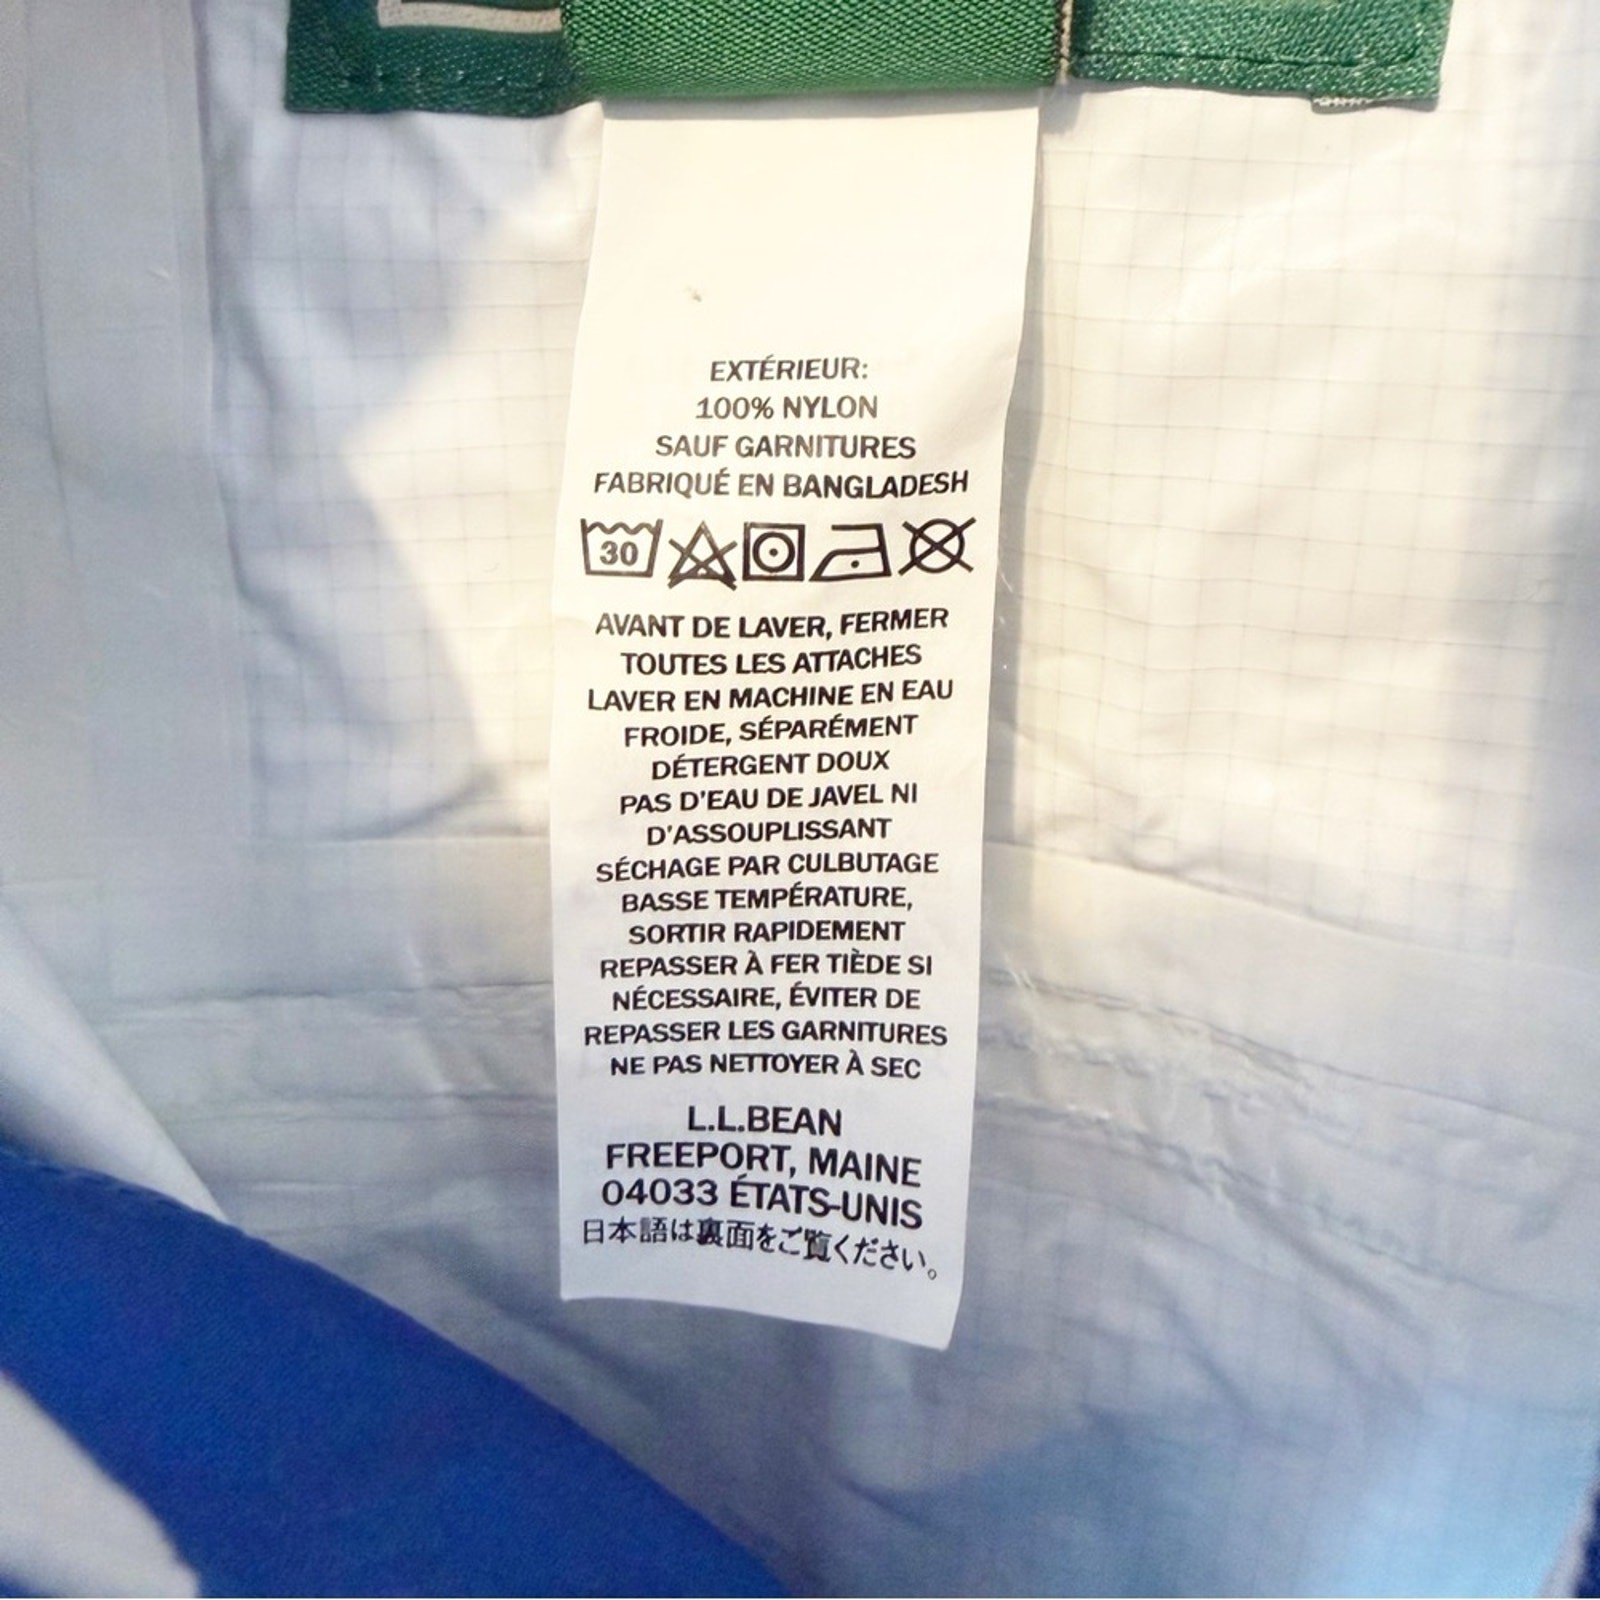 EXTÉRIEUR:
100% NYLON
SAUF GARNITURES
FABRIQUÉ EN BANGLADESH
30
AVANT DE LAVER, FERMER
TOUTES LES ATTACHES
LAVER EN MACHINE EN EAU
FROIDE, SÉPARÉMENT
DÉTERGENT DOUX
PAS D'EAU DE JAVEL NI
D'ASSOUPLISSANT
SÉCHAGE PAR CULBUTAGE
BASSE TEMPÉRATURE,
SORTIR RAPIDEMENT
REPASSER À FER TIÈDE SI
NÉCESSAIRE, ÉVITER DE
REPASSER LES GARNITURES
NE PAS NETTOYER À SEC
L.L.BEAN
FREEPORT, MAINE
04033 ÉTATS-UNIS
日本語は裏面をご覧ください。